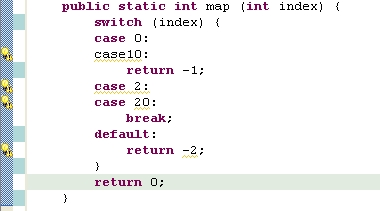 public static int map (int index) {
switch (index) {
case 0:
case10:
return -1;
case 2:
case 20:
break;
default:
return -2;
}
return 0;
}